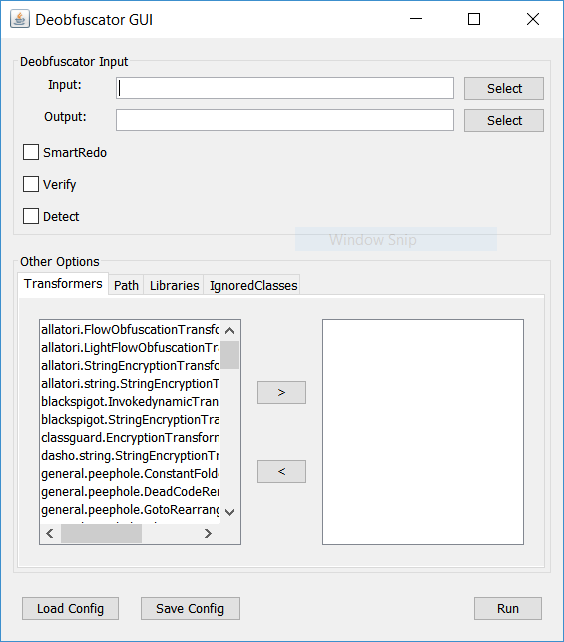 Deobfuscator GUI
Deobfuscator Input
Input:
Select
Output:
Select
SmartRedo
Verify
Detect
Window Snip
Other Options
Transformers Path Libraries IgnoredClasses
allatori.FlowObfuscationTransfo
allatori.LightFlowObfuscationTr
allatori.StringEncryptionTransfo
allatori.string.StringEncryptionT
blackspigot.InvokedynamicTran
blackspigot.StringEncryptionTra
classguard.EncryptionTransform
dasho.string.StringEncryptionTr
general.peephole.ConstantFold
general.peephole.DeadCodeRe
general.peephole.GotoRearrang
>
<
Load Config Save Config Run